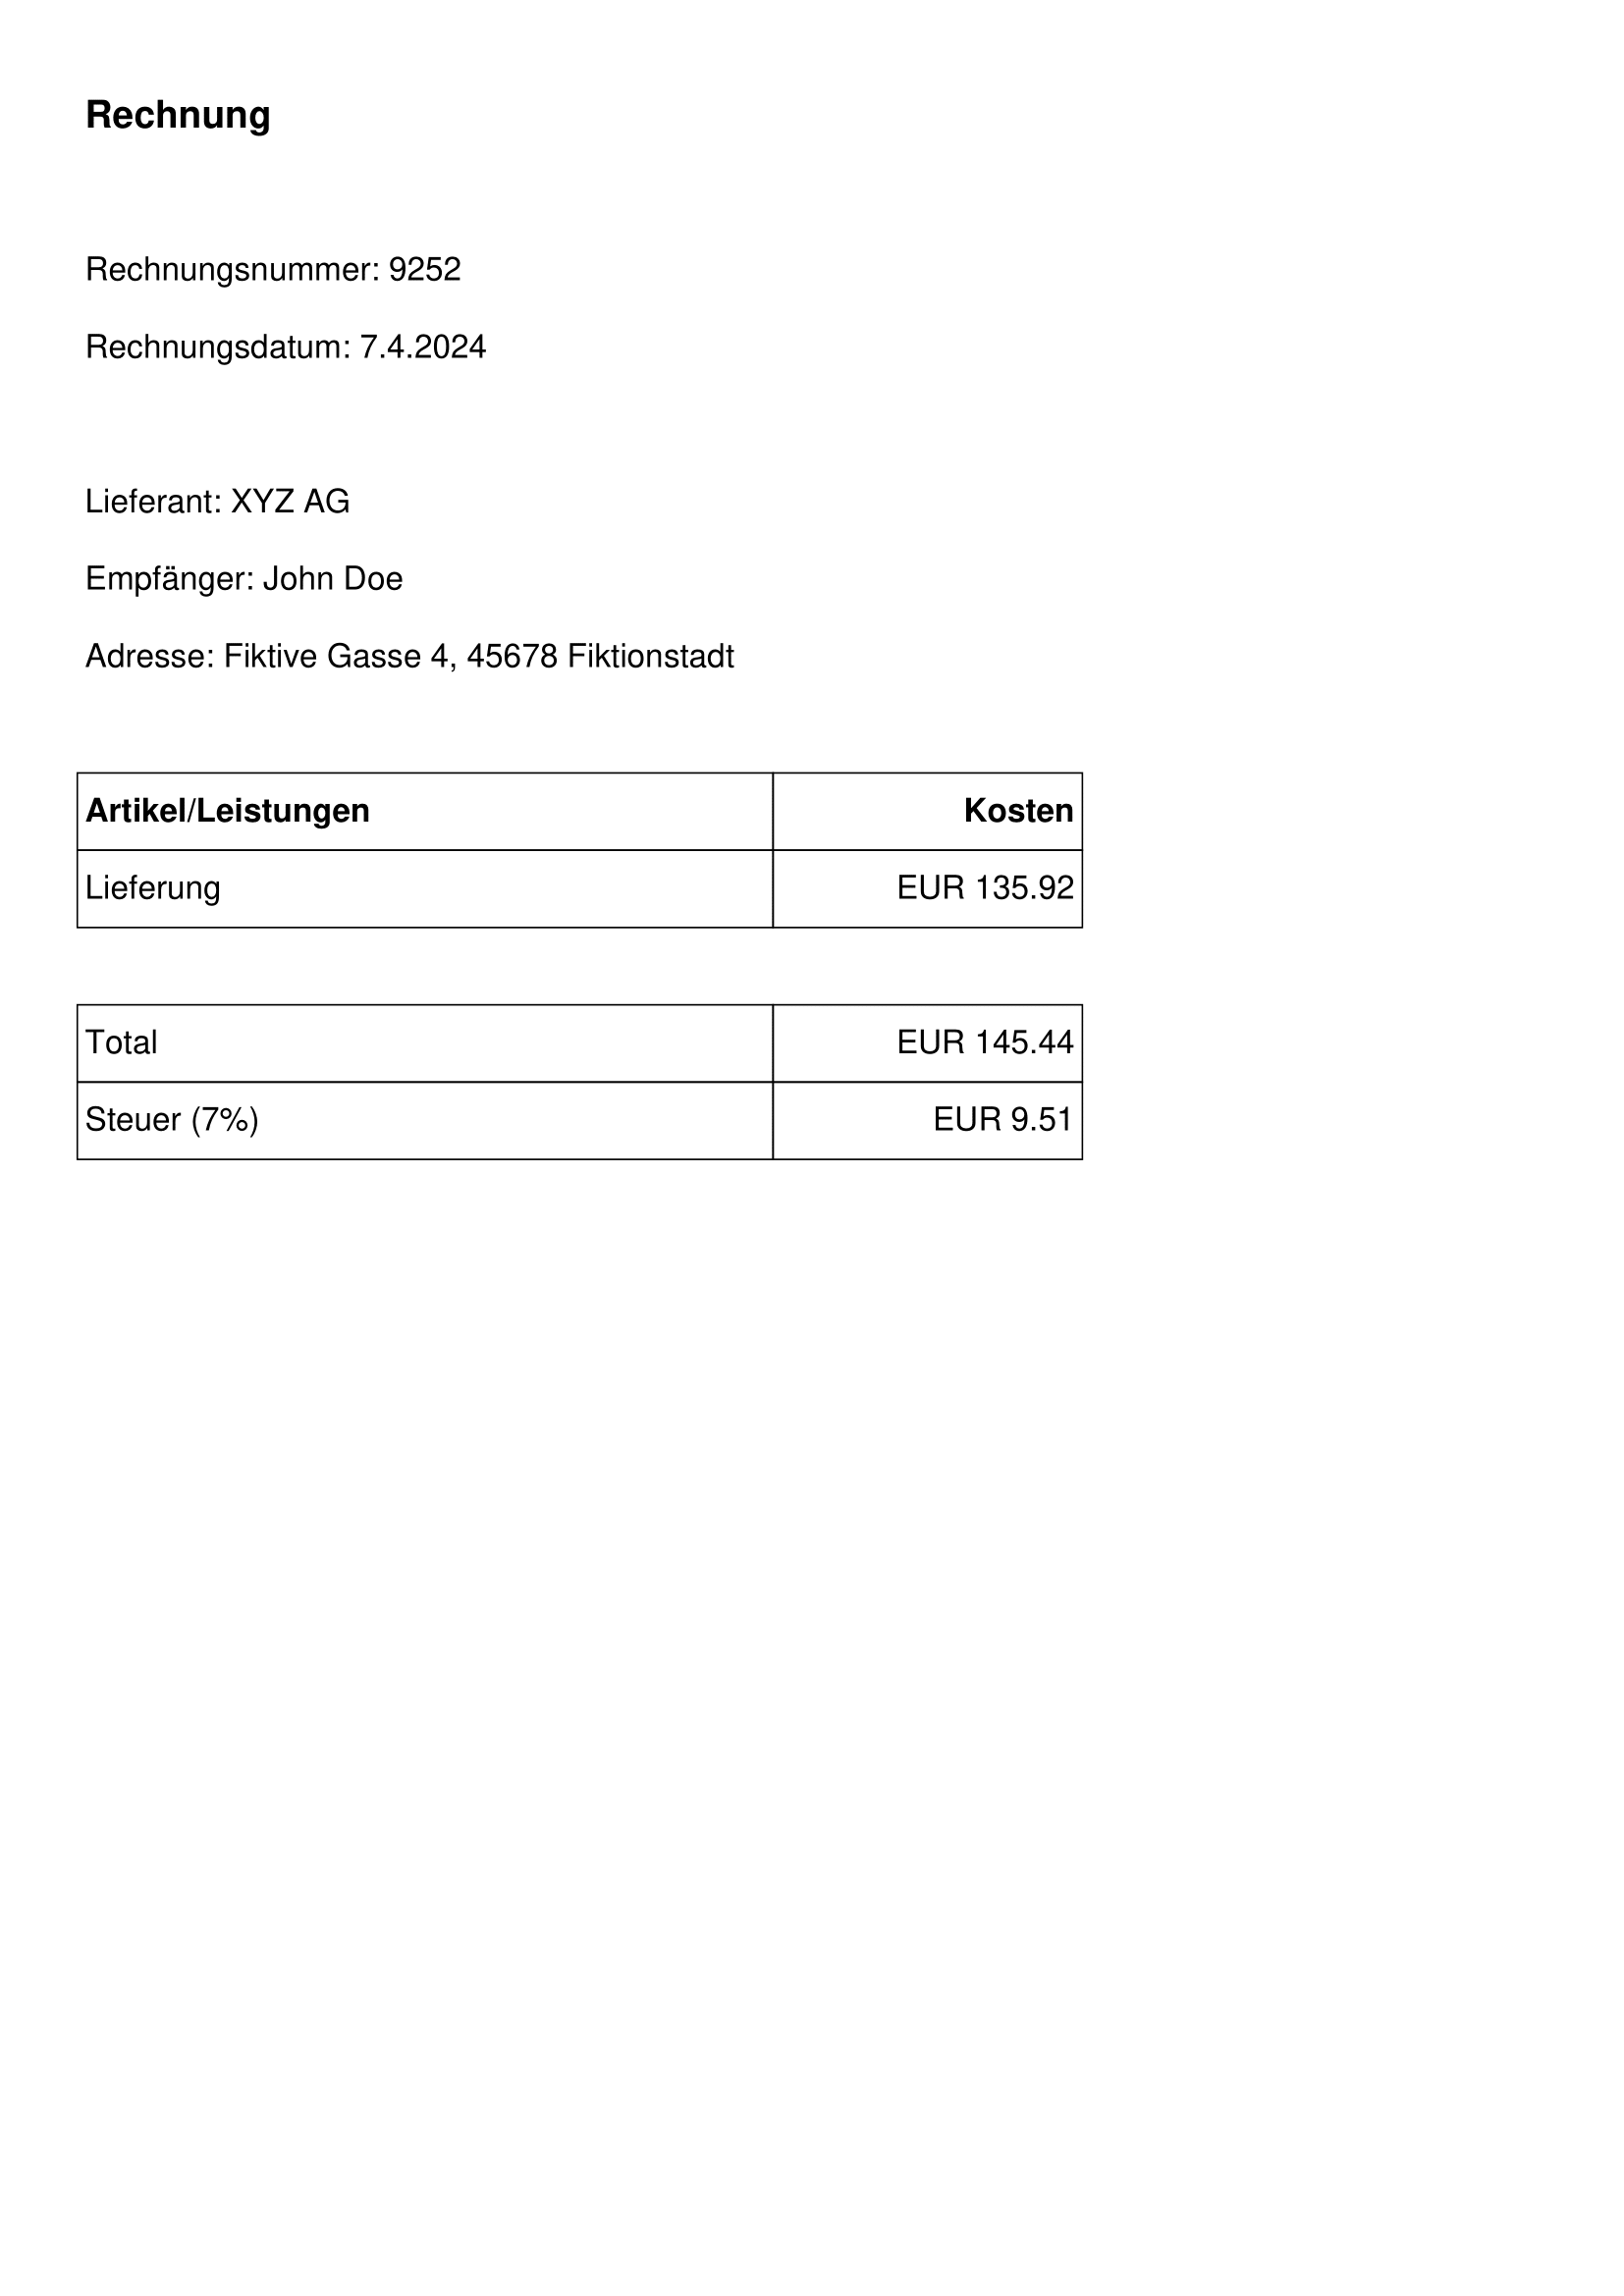 Rechnung
Rechnungsnummer: 9252
Rechnungsdatum: 7.4.2024
Lieferant: XYZ AG
Empfänger: John Doe
Adresse: Fiktive Gasse 4, 45678 Fiktionstadt
Artikel/Leistungen Kosten
Lieferung EUR 135.92
Total EUR 145.44
Steuer (7%) EUR 9.51